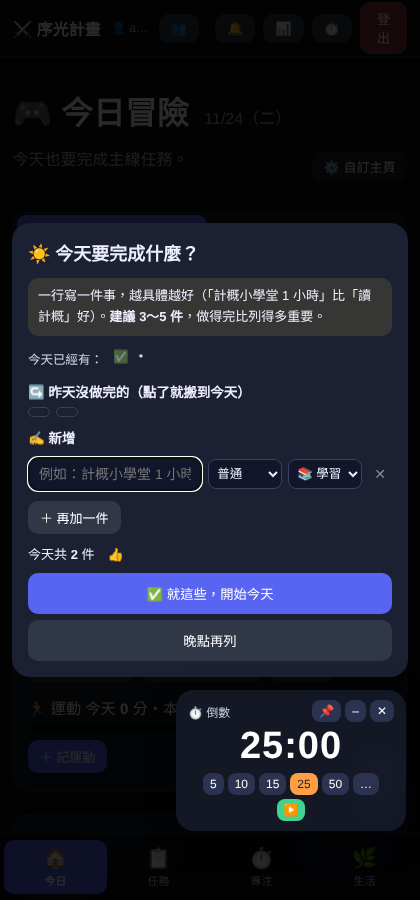 ⚔️ 序光計畫 👤 a... 👥 🔔 📊 ⏱️ 登出
🎮 今日冒險 11/24（二）
今天也要完成主線任務。
⚙️ 自訂主頁
☀️ 今天要完成什麼？
一行寫一件事，越具體越好（「計概小學堂 1 小時」比「讀
計概」好）。建議 3～5 件，做得完比列得多重要。
今天已經有： ✅ •
↪️ 昨天沒做完的（點了就搬到今天）
✍️ 新增
例如：計概小學堂 1 小時 普通 📚 學習 ×
＋ 再加一件
今天共 2 件 👍
✅ 就這些，開始今天
晚點再列
🏃 運動 今天 0 分・本
＋ 記運動
⏱️ 倒數 📌 – ✕
25:00
5 10 15 25 50 …
▶️
🏠 今日
📋 任務
⏱️ 專注
🌿 生活